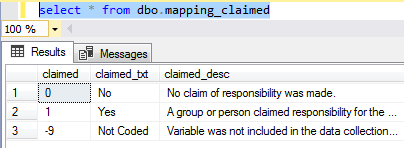 select * from dbo.mapping_claimed
100 %
Results Messages
claimed claimed_txt claimed_desc
1 0 No No claim of responsibility was made.
2 1 Yes A group or person claimed responsibility for the ...
3 -9 Not Coded Variable was not included in the data collection...